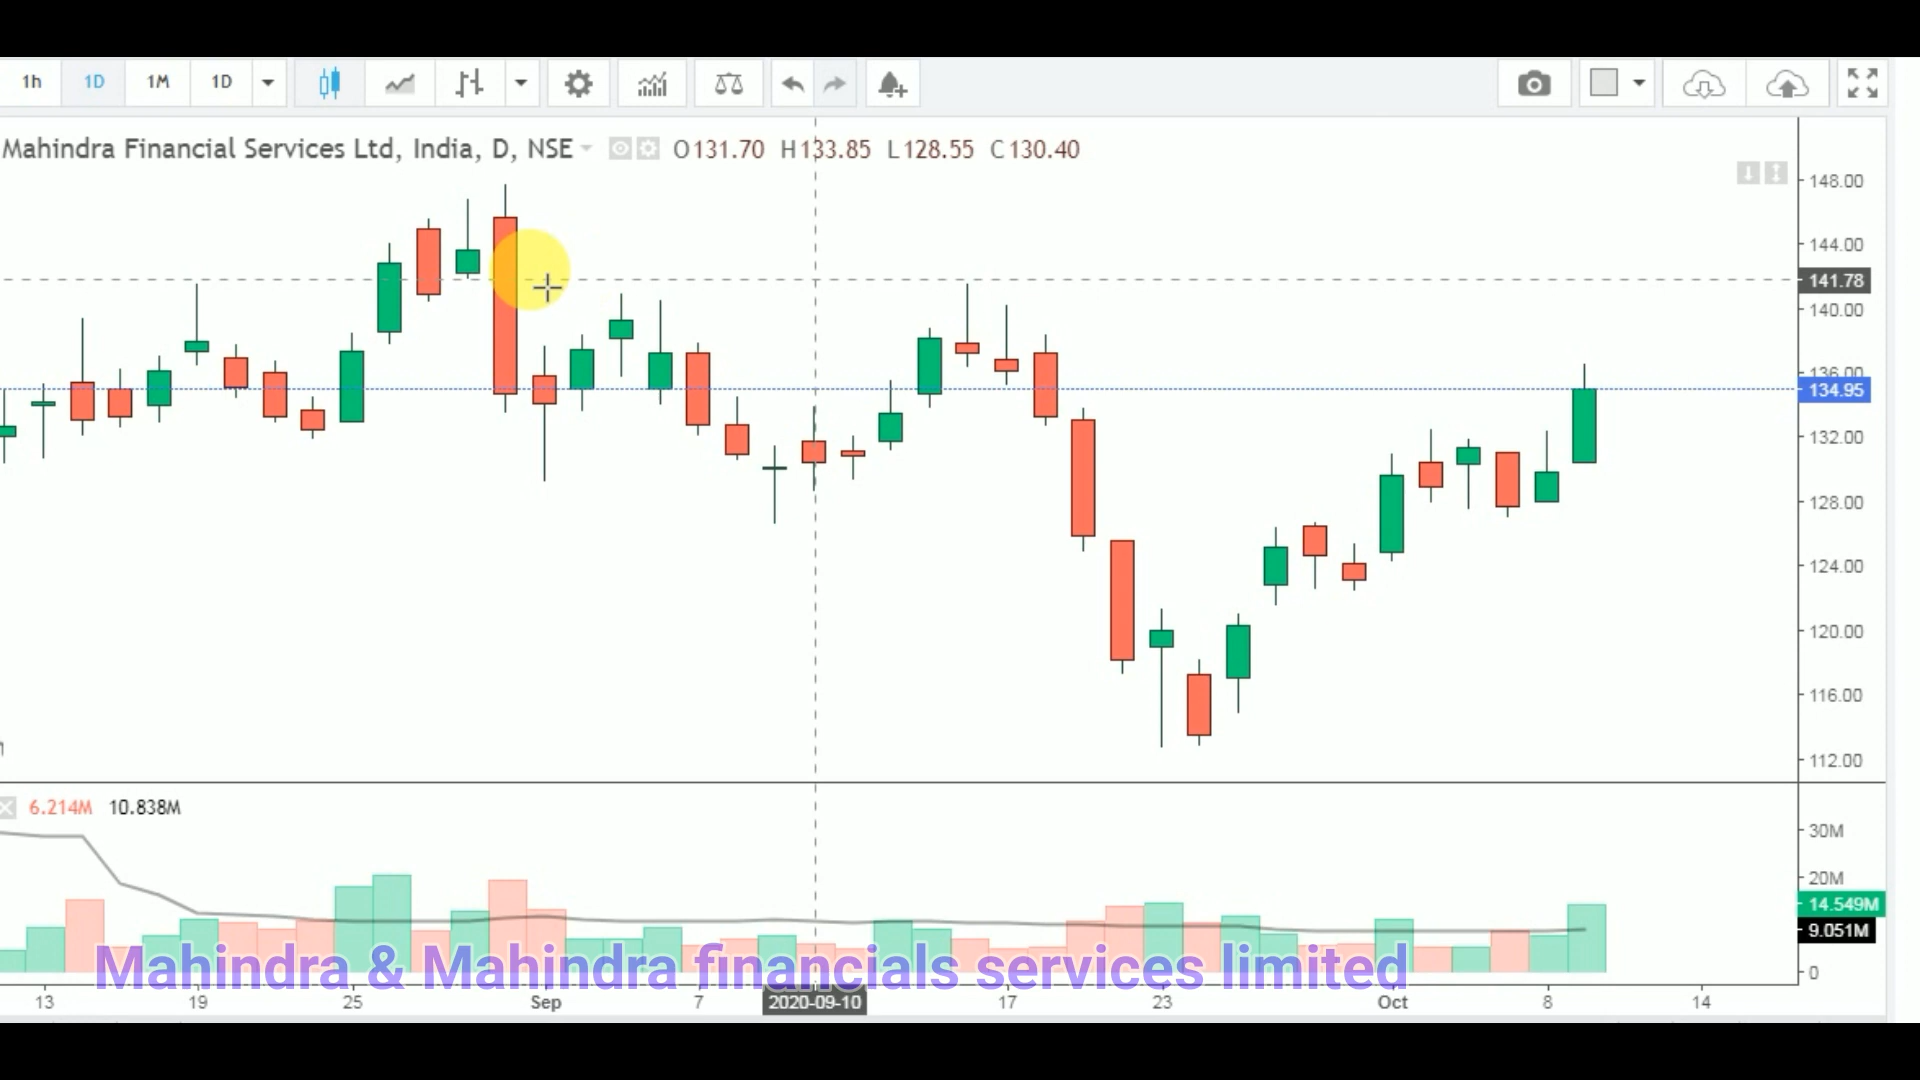 1h 1D 1M 1D
Mahindra Financial Services Ltd, India, D, NSE O131.70 H133.85 L128.55 C130.40
148.00
144.00
141.78
140.00
136.00
134.95
132.00
128.00
124.00
120.00
116.00
112.00
6.214M 10.838M
30M
20M
14.549M
9.051M
0
Mahindra & Mahindra financials services limited
13 19 25 Sep 7 2020-09-10 17 23 Oct 8 14